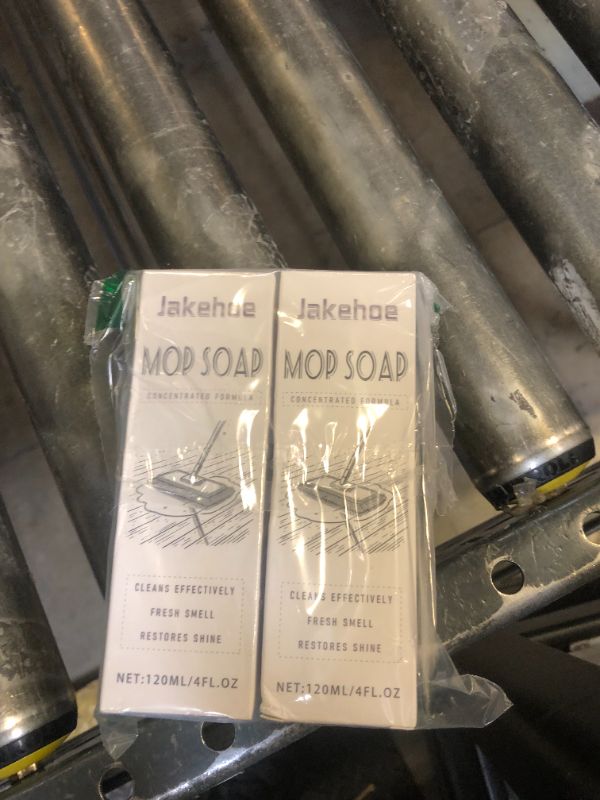 Jakehoe
MOP SOAP
CONCENTRATED FORMULA
CLEANS EFFECTIVELY
FRESH SMELL
RESTORES SHINE
NET:120ML/4FL.OZ
Jakehoe
MOP SOAP
CONCENTRATED FORMULA
CLEANS EFFECTIVELY
FRESH SMELL
RESTORES SHINE
NET:120ML/4FL.OZ